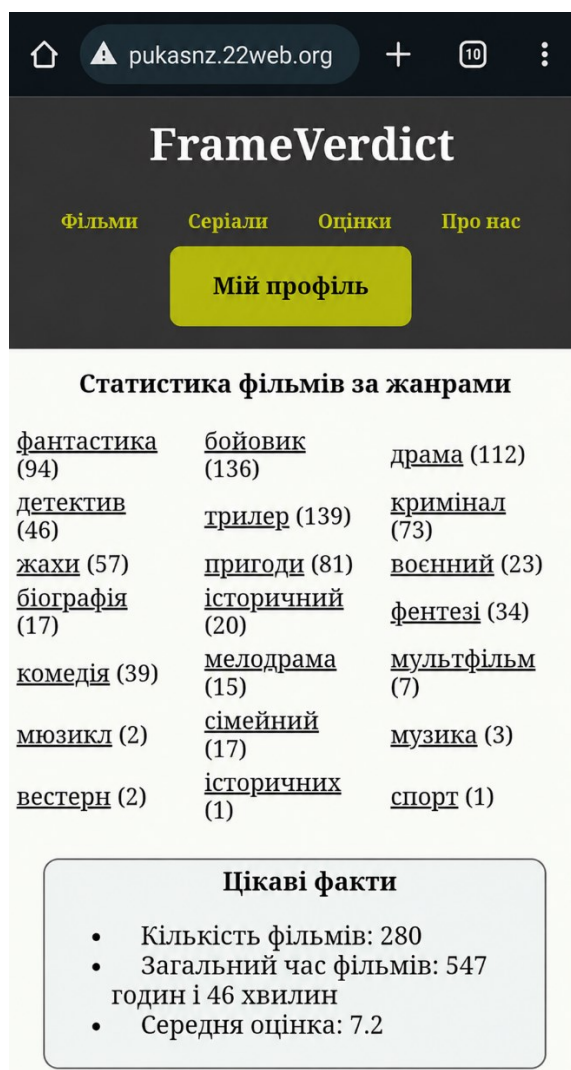 pukasnz.22web.org
10
FrameVerdict
Фільми Серіали Оцінки Про нас
Мій профіль
Статистика фільмів за жанрами
фантастика (94)
бойовик (136)
драма (112)
детектив (46)
трилер (139)
кримінал (73)
жахи (57)
пригоди (81)
воєнний (23)
біографія (17)
історичний (20)
фентезі (34)
комедія (39)
мелодрама (15)
мультфільм (7)
мюзикл (2)
сімейний (17)
музика (3)
вестерн (2)
історичних (1)
спорт (1)
Цікаві факти
• Кількість фільмів: 280
• Загальний час фільмів: 547
годин і 46 хвилин
• Середня оцінка: 7.2